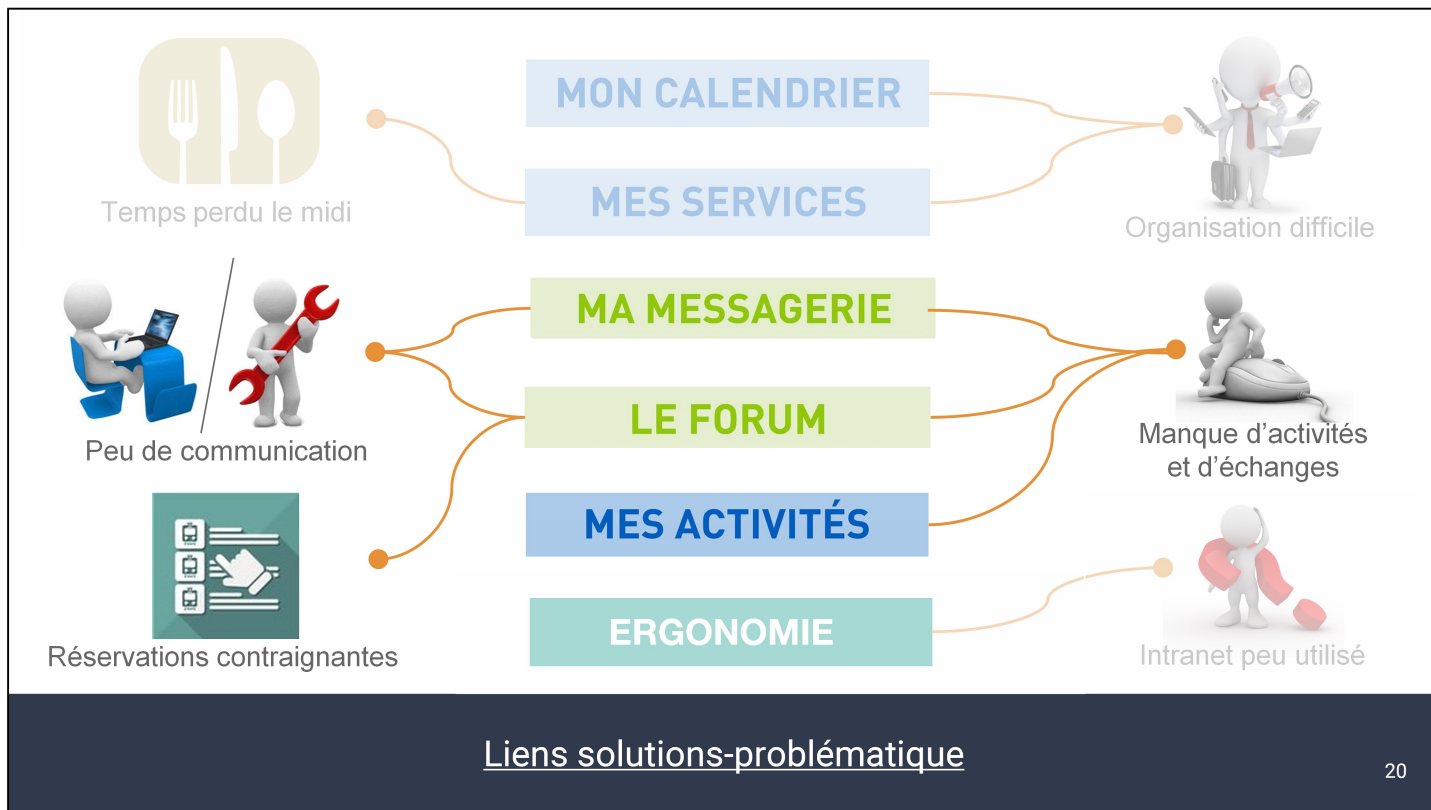 MON CALENDRIER
MES SERVICES
Temps perdu le midi
Organisation difficile
MA MESSAGERIE
LE FORUM
Peu de communication
Manque d'activités
et d'échanges
MES ACTIVITÉS
ERGONOMIE
Réservations contraignantes
Intranet peu utilisé
Liens solutions-problématique
20